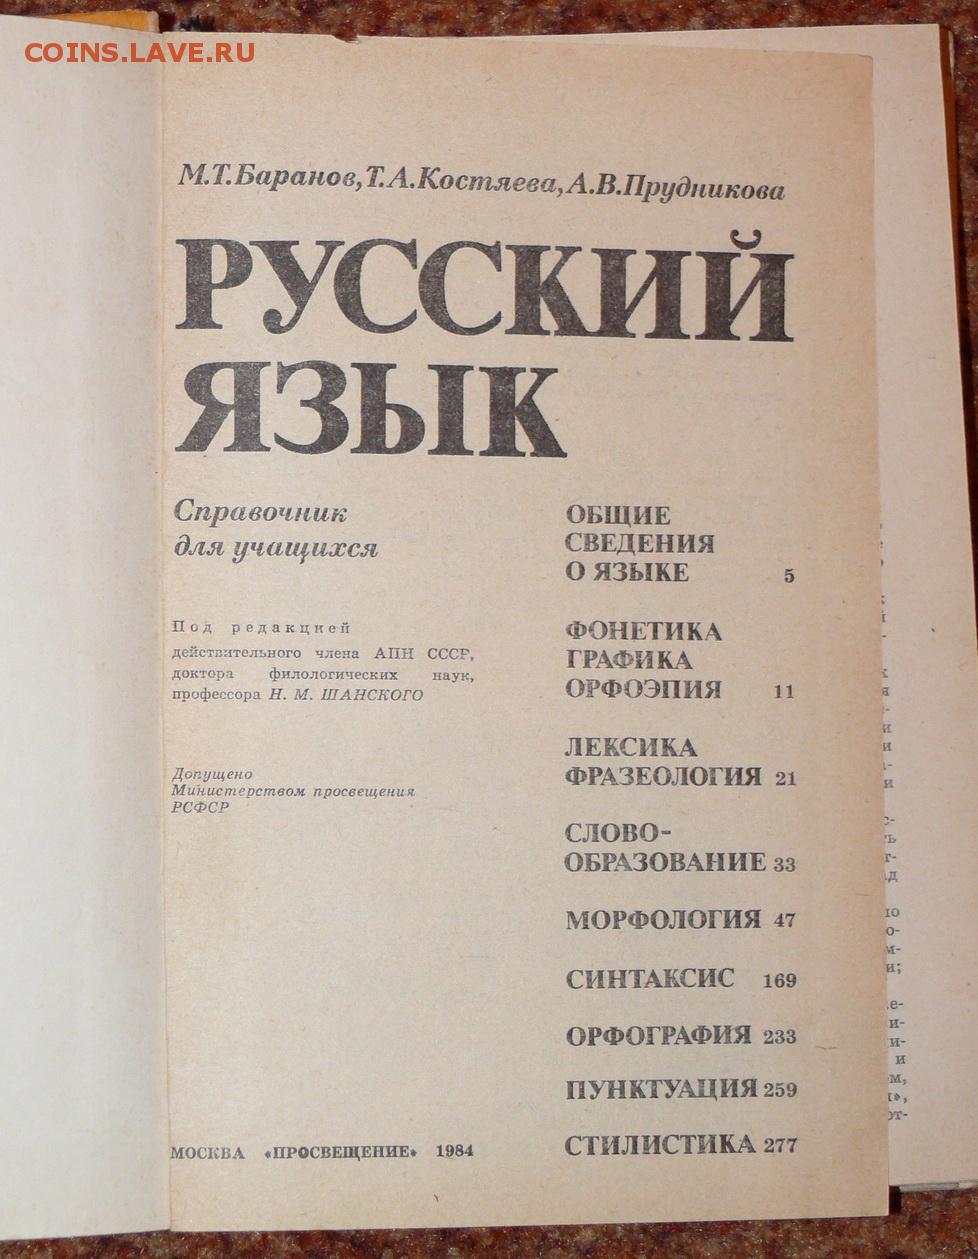 COINS.LAVE.RU
М.Т.Баранов, Т.А.Костяева, А.В.Прудникова
РУССКИЙ
ЯЗЫК
Справочник
для учащихся
Под редакцией
действительного члена АПН СССР,
доктора филологических наук,
профессора Н. М. ШАНСКОГО
Допущено
Министерством просвещения
РСФСР
ОБЩИЕ
СВЕДЕНИЯ
О ЯЗЫКЕ 5
ФОНЕТИКА
ГРАФИКА
ОРФОЭПИЯ 11
ЛЕКСИКА
ФРАЗЕОЛОГИЯ 21
СЛОВО-
ОБРАЗОВАНИЕ 33
МОРФОЛОГИЯ 47
СИНТАКСИС 169
ОРФОГРАФИЯ 233
ПУНКТУАЦИЯ 259
СТИЛИСТИКА 277
МОСКВА «ПРОСВЕЩЕНИЕ» 1984